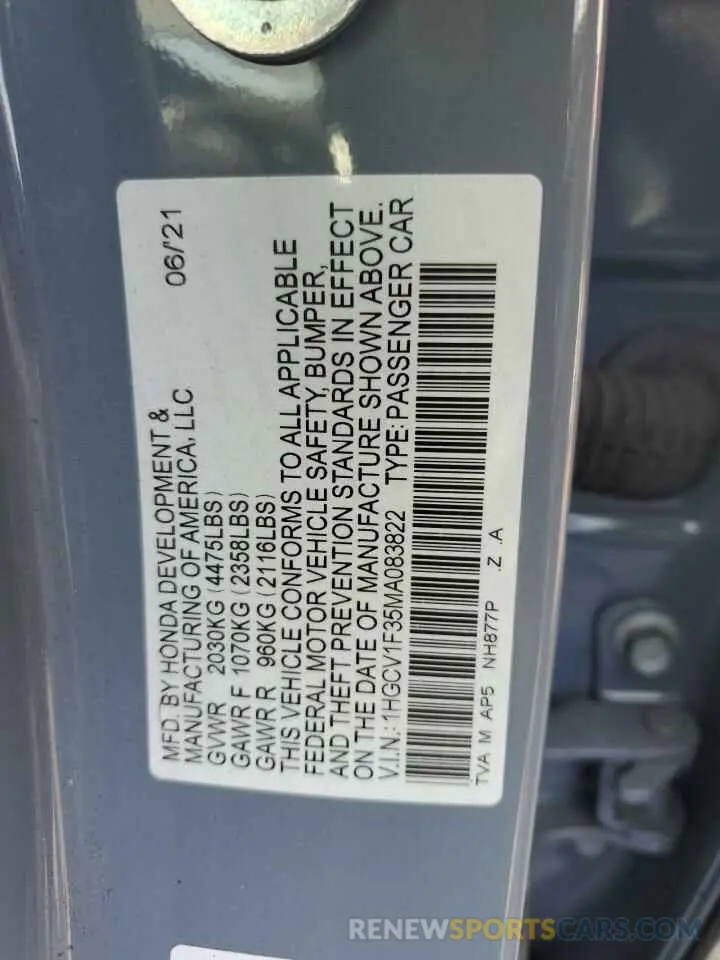 MFD. BY HONDA DEVELOPMENT & 06/'21
MANUFACTURING OF AMERICA, LLC
GVWR 2030KG (4475LBS)
GAWR F 1070KG (2358LBS)
GAWR R 960KG (2116LBS)
THIS VEHICLE CONFORMS TO ALL APPLICABLE
FEDERAL MOTOR VEHICLE SAFETY, BUMPER,
AND THEFT PREVENTION STANDARDS IN EFFECT
ON THE DATE OF MANUFACTURE SHOWN ABOVE.
V.I.N.: 1HGCV1F35MA083822 TYPE: PASSENGER CAR
TVA M AP5 NH877P .Z .A
RENEWSPORTSCARS.COM